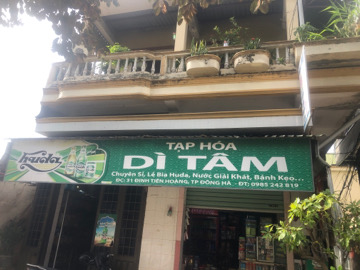 Huda
TẠP HÓA
DÌ TÂM
Chuyên Sỉ, Lẻ Bia Huda, Nước Giải Khát, Bánh Kẹo...
ĐC: 31 ĐINH TIÊN HOÀNG, TP ĐÔNG HÀ - ĐT: 0985 242 819